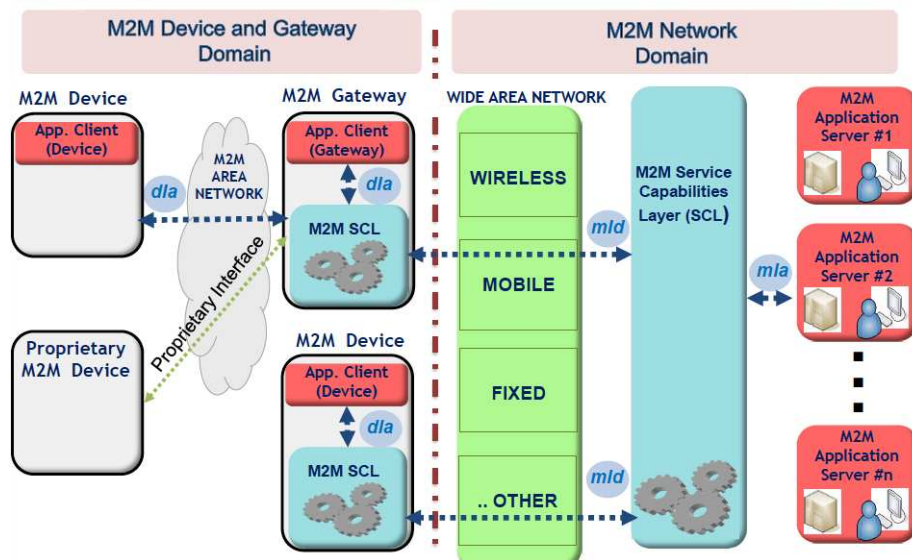 M2M Device and Gateway
Domain
M2M Network
Domain
M2M Device
App. Client
(Device)
dIa
M2M
AREA
NETWORK
Proprietary Interface
Proprietary
M2M Device
M2M Gateway
App. Client
(Gateway)
dIa
M2M SCL
M2M Device
App. Client
(Device)
dIa
M2M SCL
WIDE AREA NETWORK
WIRELESS
MOBILE
FIXED
.. OTHER
mId
mId
M2M Service
Capabilities
Layer (SCL)
mIa
M2M
Application
Server #1
M2M
Application
Server #2
M2M
Application
Server #n